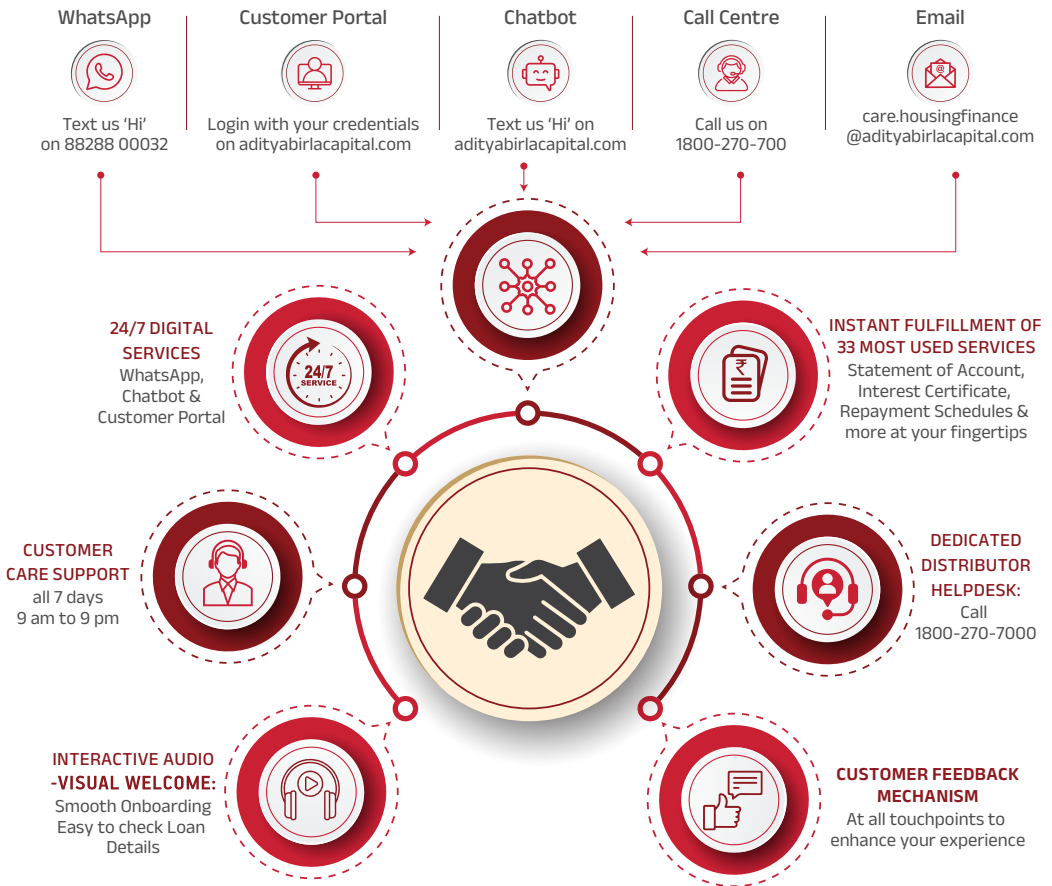 WhatsApp
Text us ‘Hi’
on 88288 00032
Customer Portal
Login with your credentials
on adityabirlacapital.com
Chatbot
Text us ‘Hi’ on
adityabirlacapital.com
Call Centre
Call us on
1800-270-700
Email
@
care.housingfinance
@adityabirlacapital.com
24/7 DIGITAL
SERVICES
WhatsApp,
Chatbot &
Customer Portal
24/7
SERVICE
₹
INSTANT FULFILLMENT OF
33 MOST USED SERVICES
Statement of Account,
Interest Certificate,
Repayment Schedules &
more at your fingertips
CUSTOMER
CARE SUPPORT
all 7 days
9 am to 9 pm
DEDICATED
DISTRIBUTOR
HELPDESK:
Call
1800-270-7000
INTERACTIVE AUDIO
-VISUAL WELCOME:
Smooth Onboarding
Easy to check Loan
Details
CUSTOMER FEEDBACK
MECHANISM
At all touchpoints to
enhance your experience